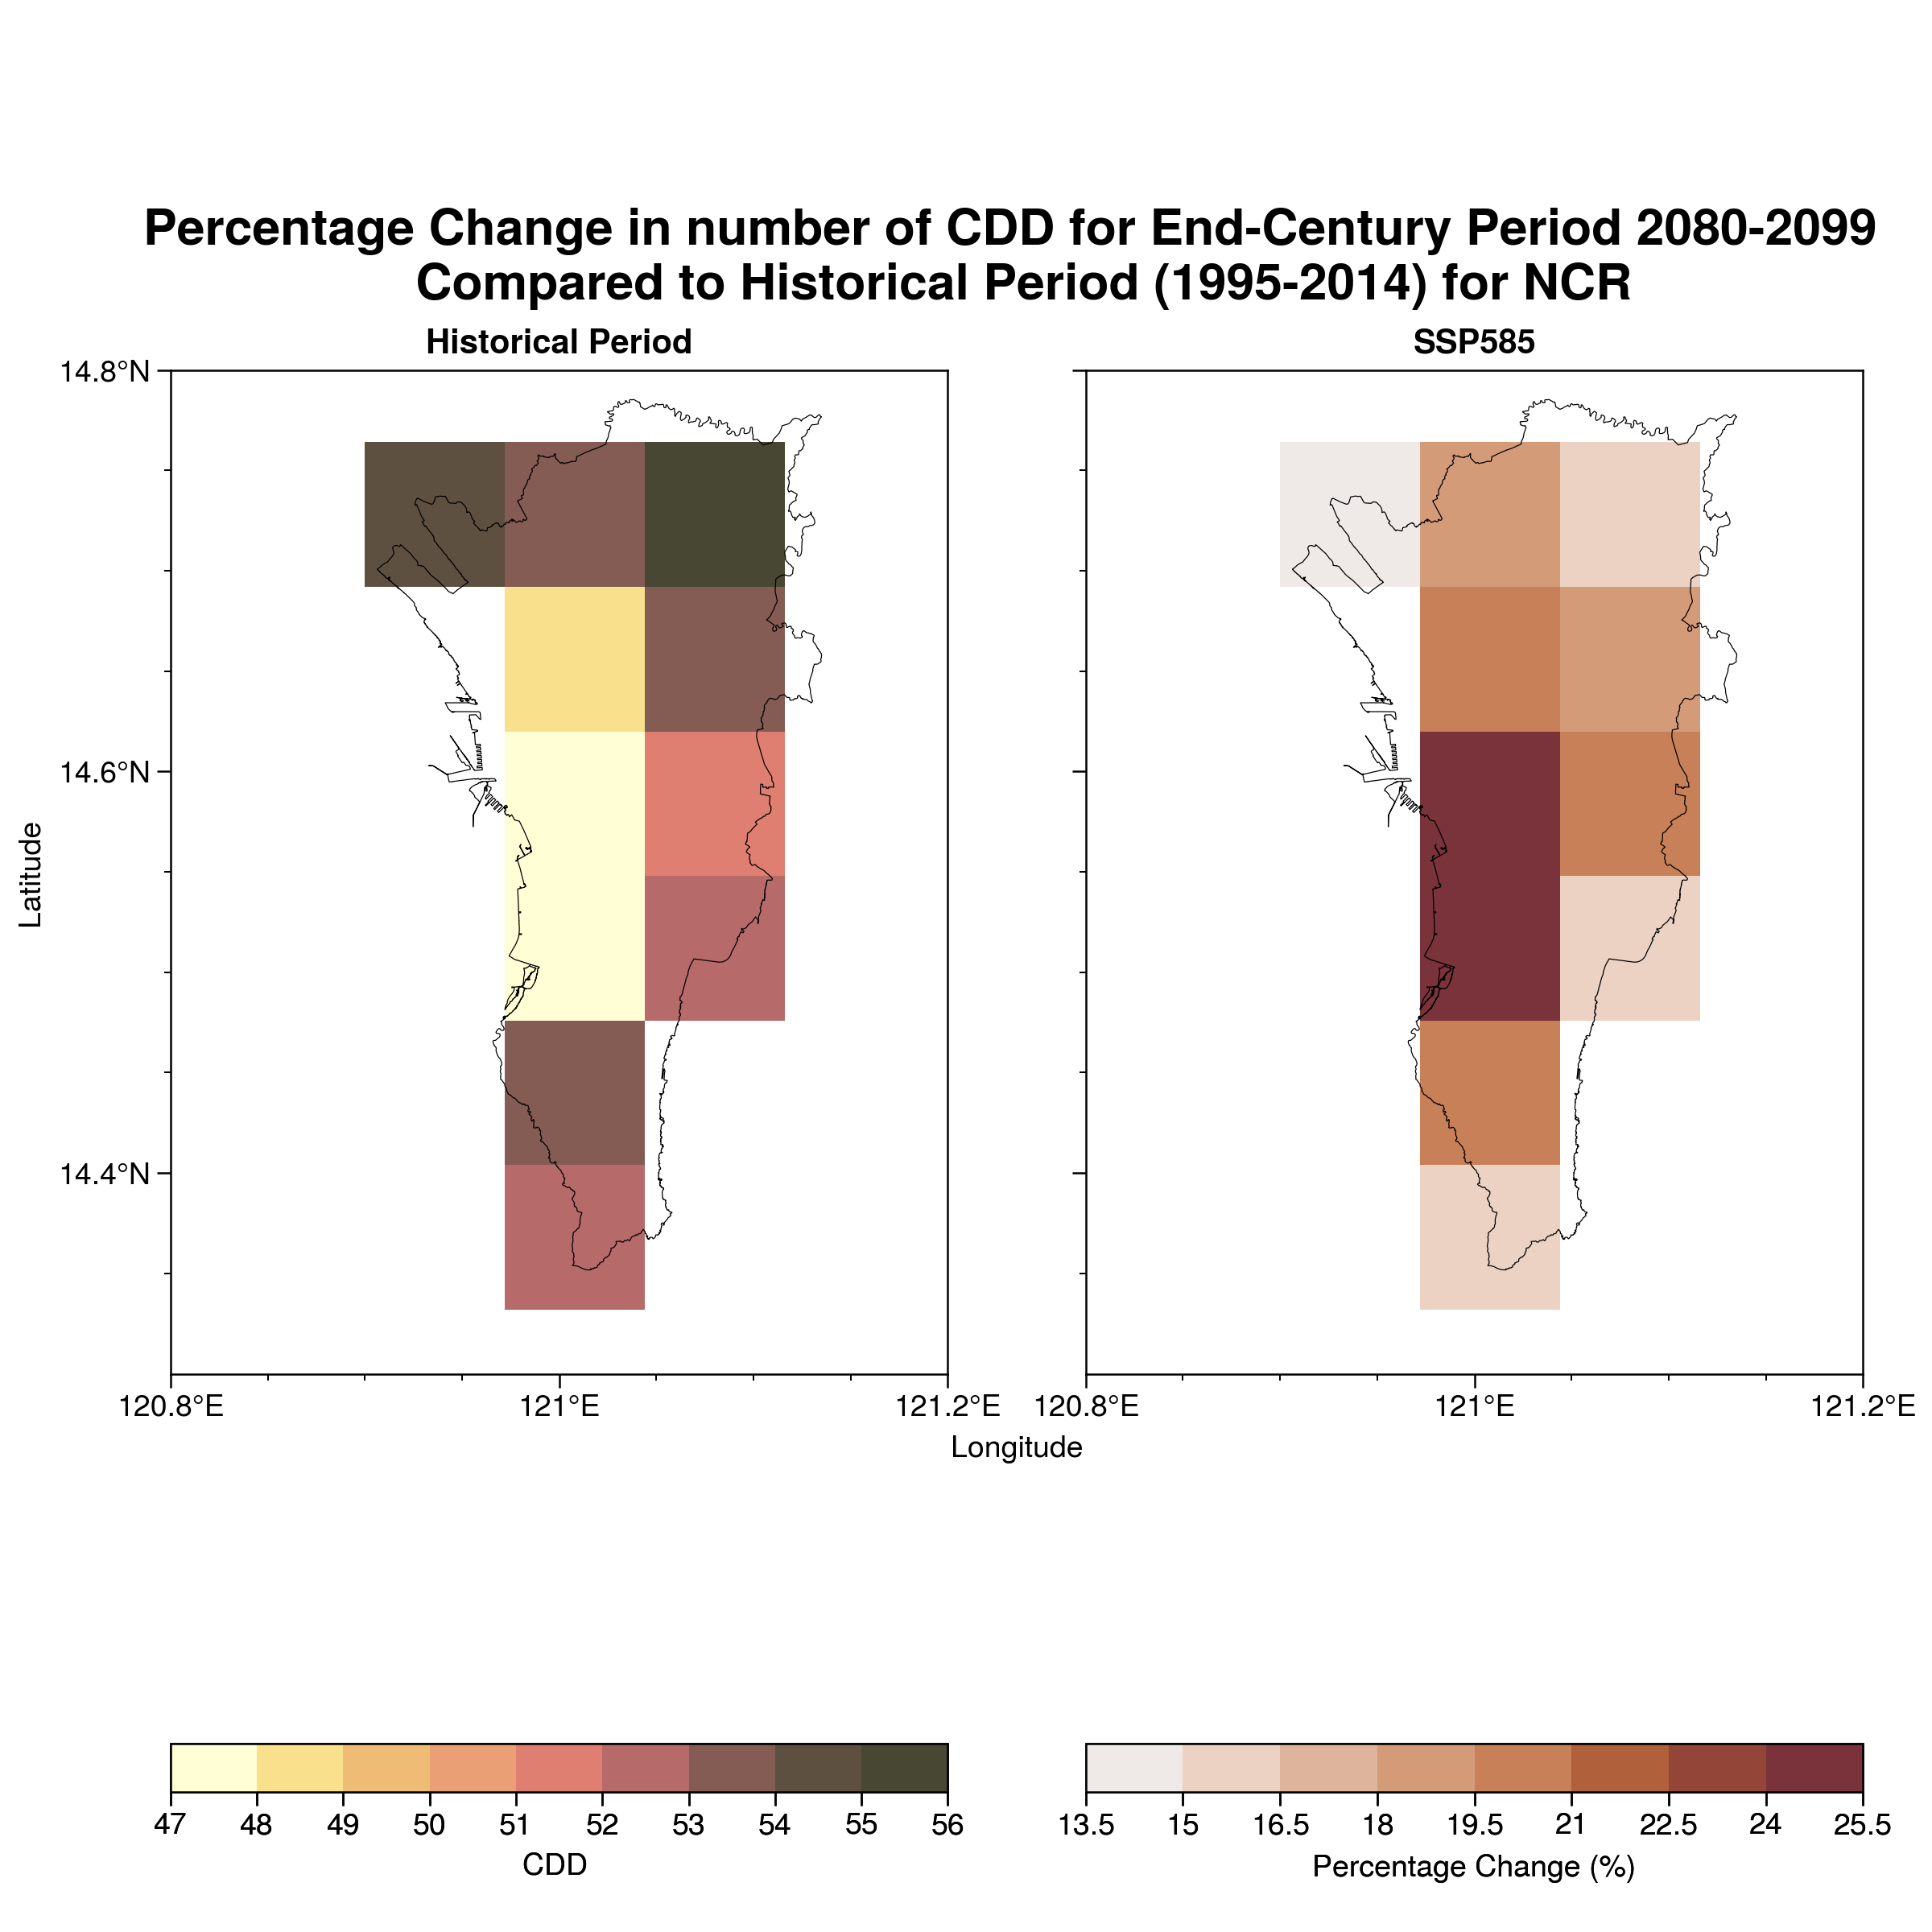 Percentage Change in number of CDD for End-Century Period 2080-2099
Compared to Historical Period (1995-2014) for NCR
Historical Period
SSP585
14.8°N
14.6°N
14.4°N
Latitude
120.8°E 121°E 121.2°E
120.8°E 121°E 121.2°E
Longitude
47 48 49 50 51 52 53 54 55 56
CDD
13.5 15 16.5 18 19.5 21 22.5 24 25.5
Percentage Change (%)